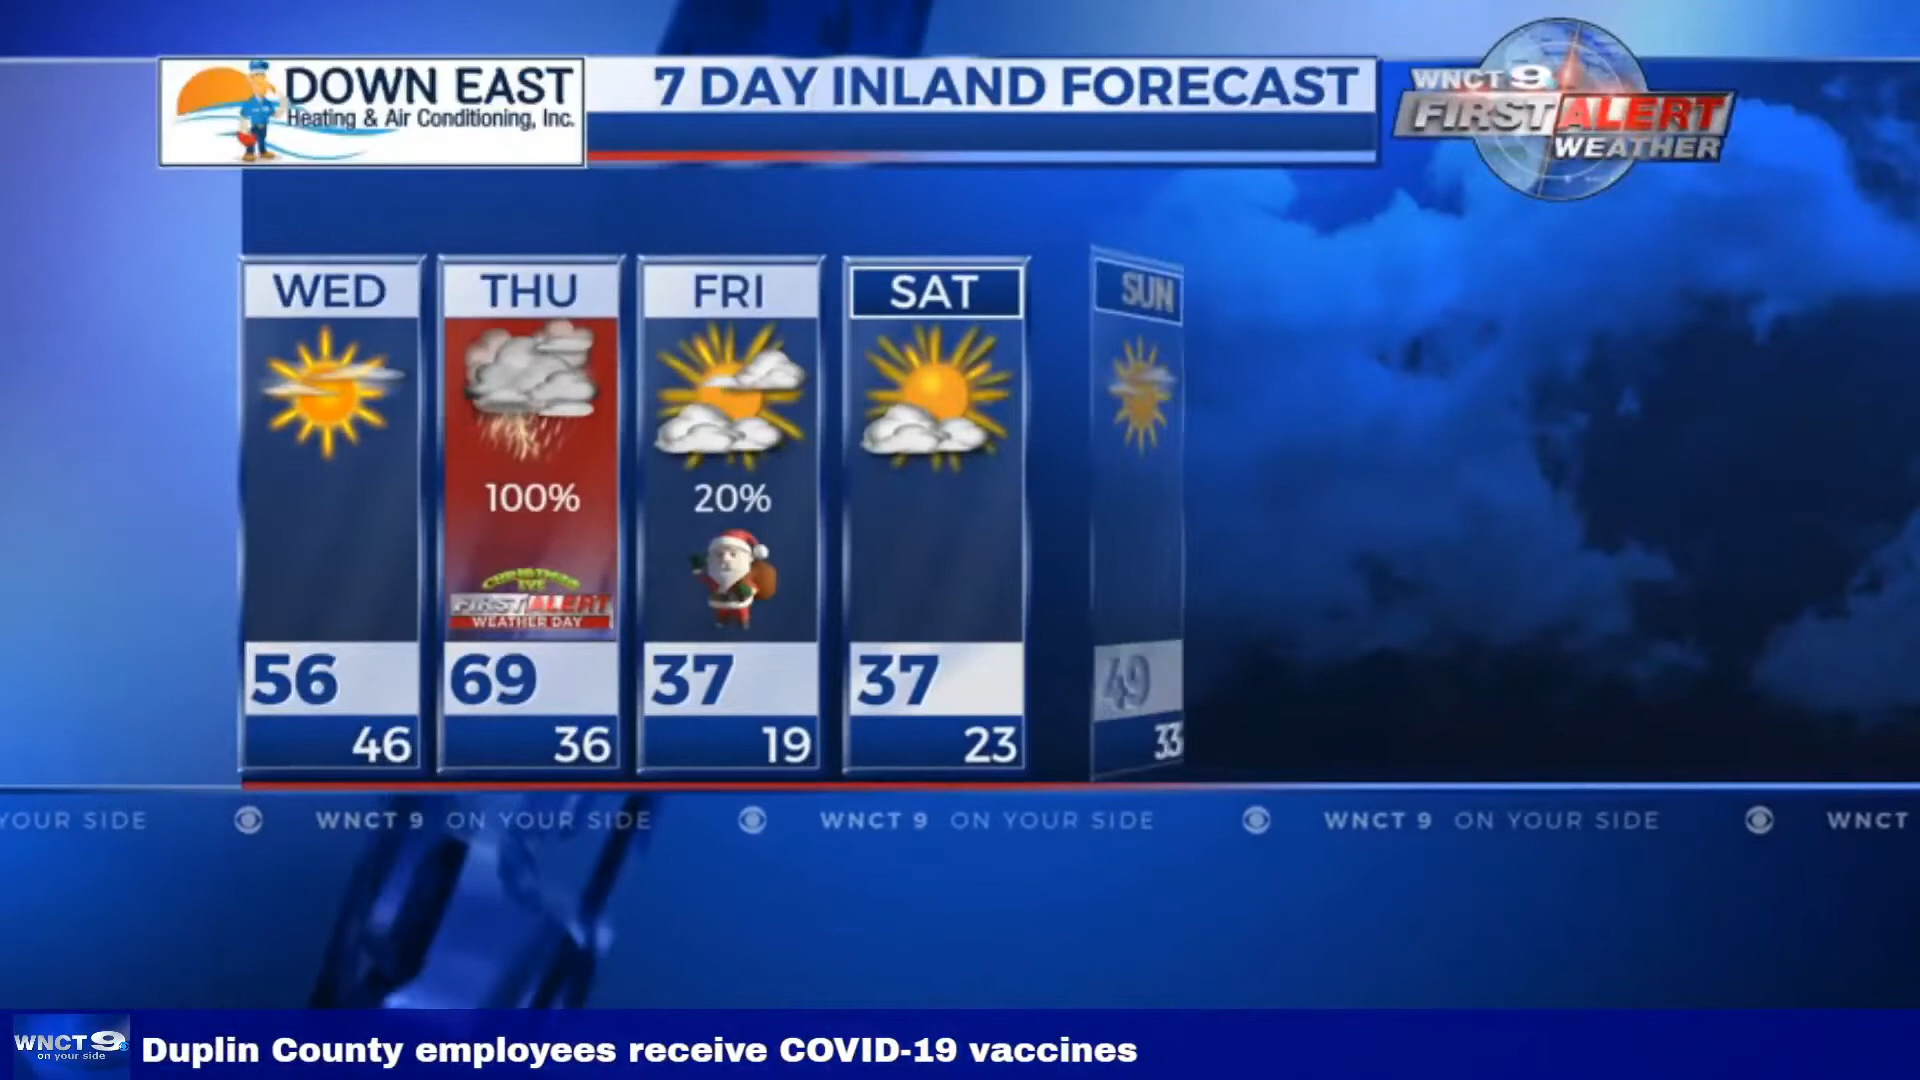 DOWN EAST
Heating & Air Conditioning, Inc.
7 DAY INLAND FORECAST
WNCT 9
FIRST ALERT
WEATHER
WED
THU
FRI
SAT
SUN
100%
20%
CHRISTMAS
EVE
FIRST ALERT
WEATHER DAY
56
69
37
37
49
46
36
19
23
33
YOUR SIDE WNCT 9 ON YOUR SIDE WNCT 9 ON YOUR SIDE WNCT 9 ON YOUR SIDE WNCT
WNCT 9
on your side
Duplin County employees receive COVID-19 vaccines